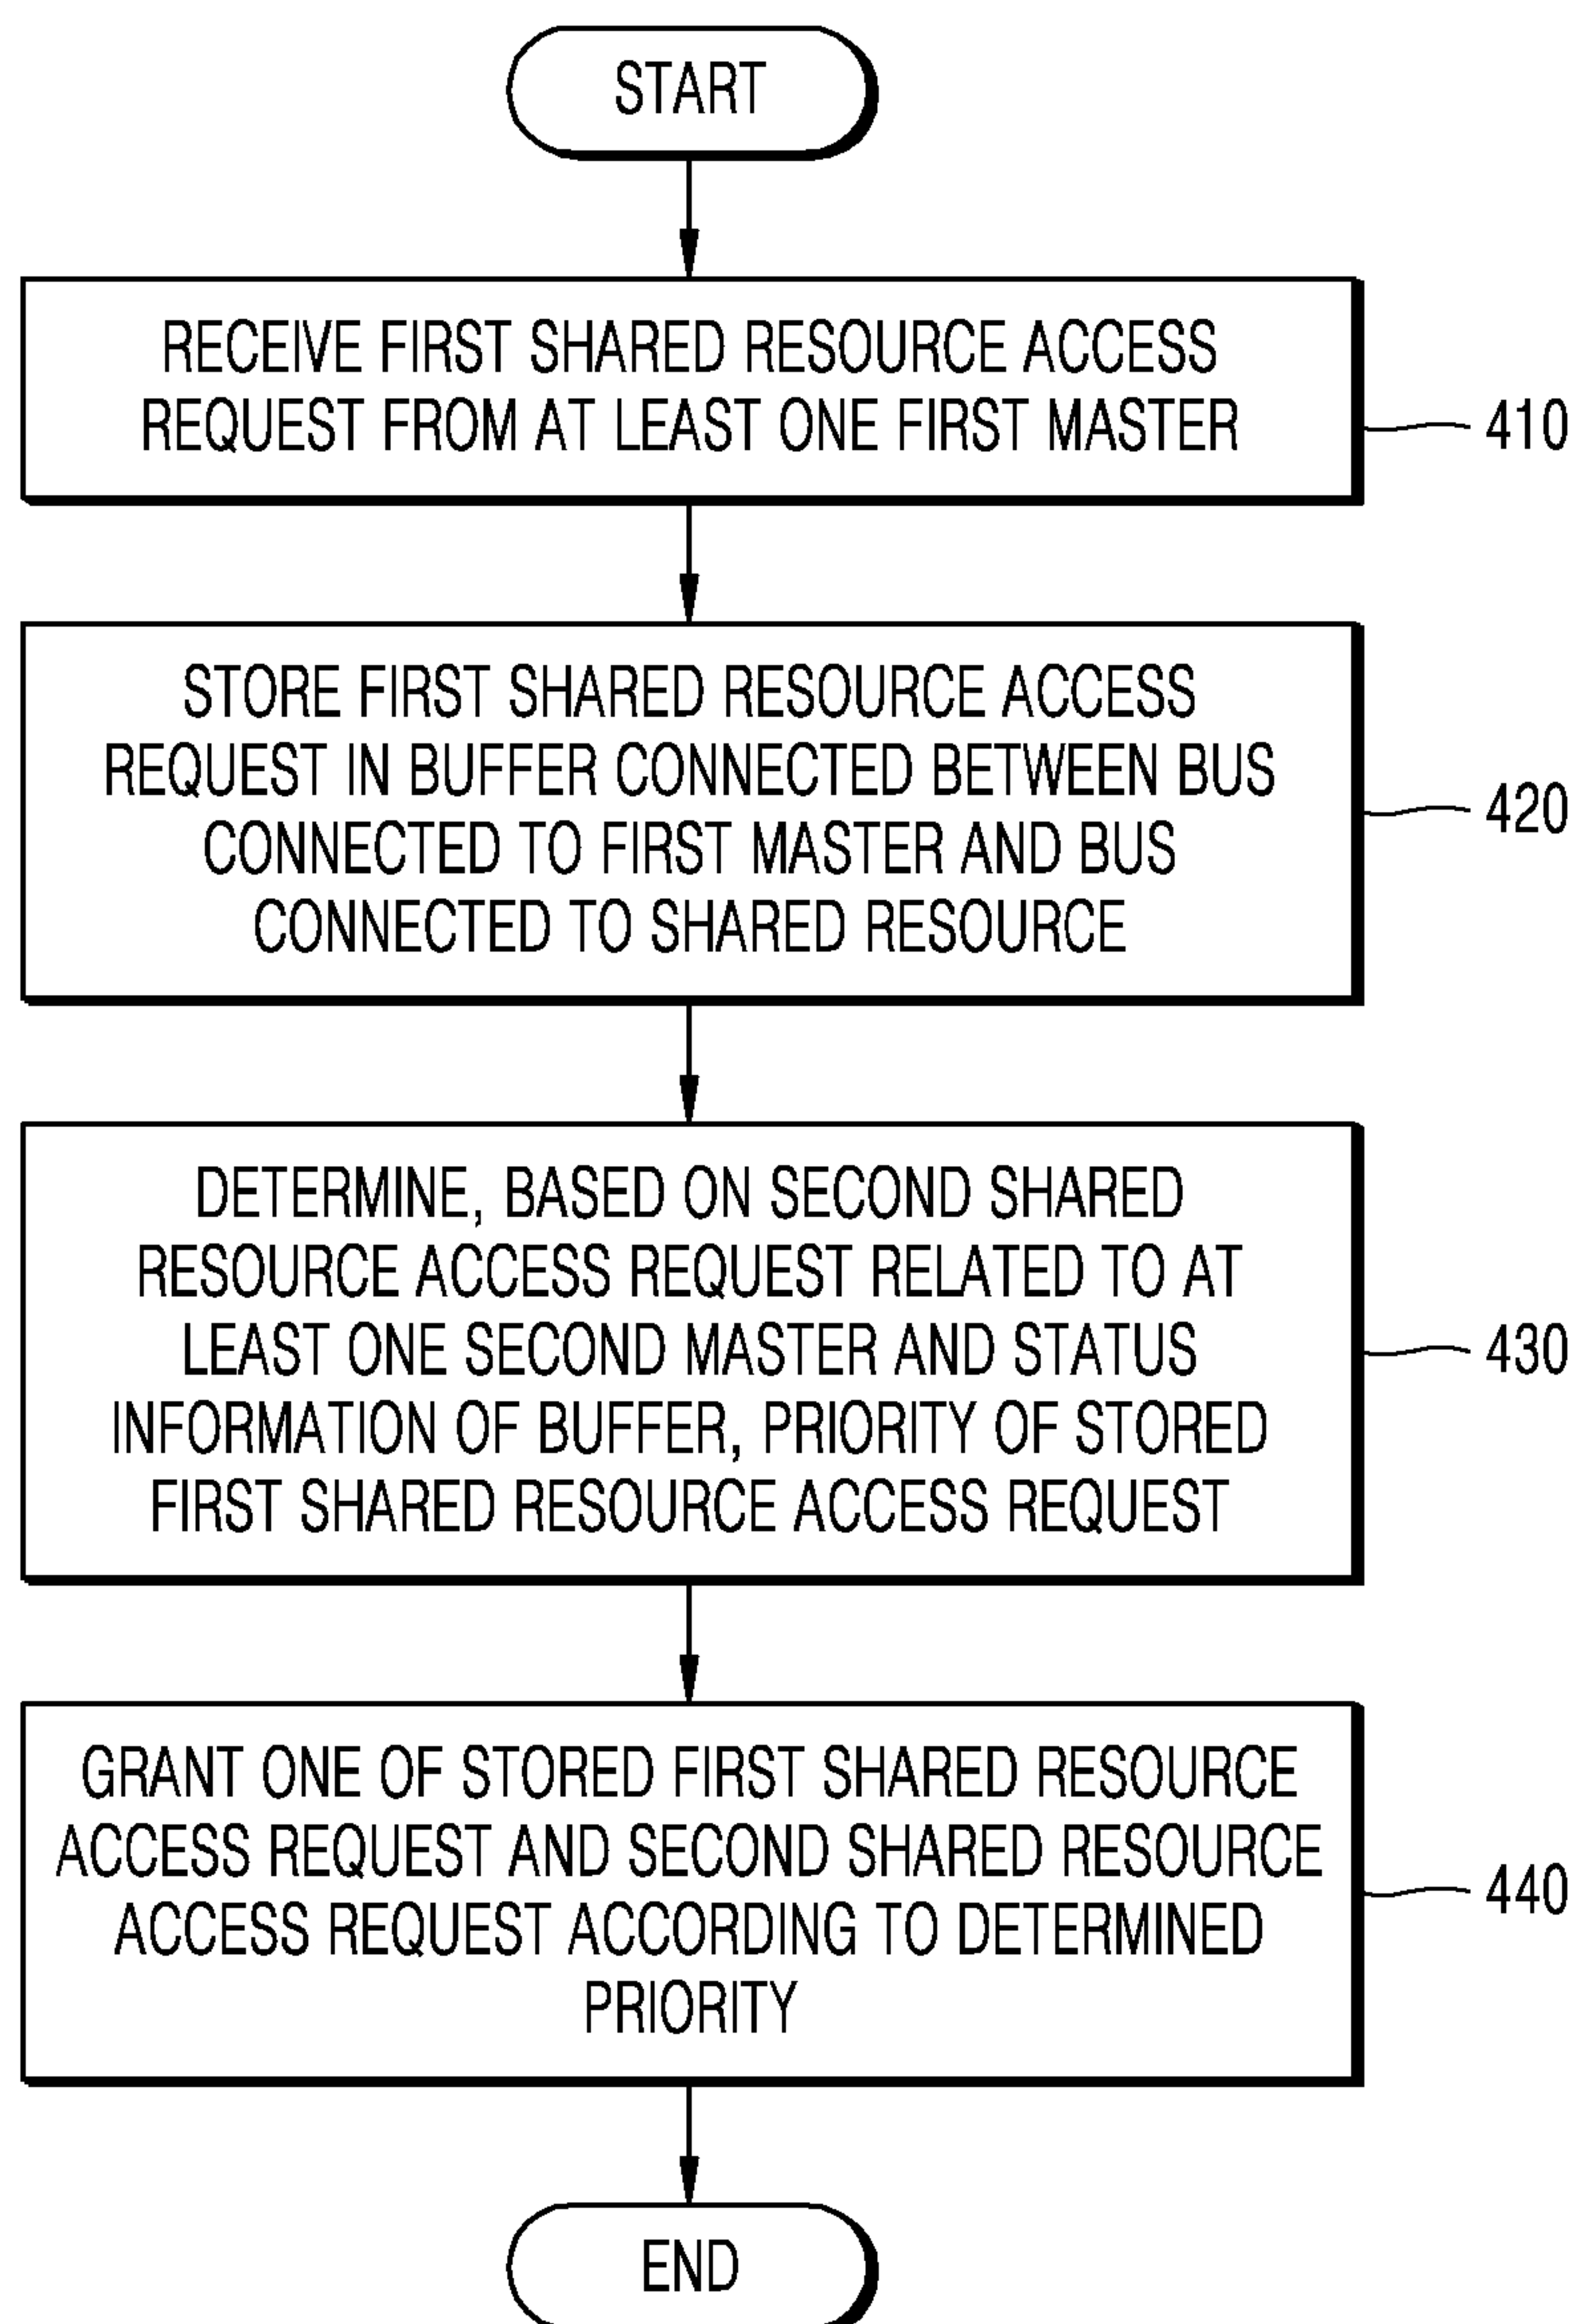 START
RECEIVE FIRST SHARED RESOURCE ACCESS
REQUEST FROM AT LEAST ONE FIRST MASTER
410
STORE FIRST SHARED RESOURCE ACCESS
REQUEST IN BUFFER CONNECTED BETWEEN BUS
CONNECTED TO FIRST MASTER AND BUS
CONNECTED TO SHARED RESOURCE
420
DETERMINE, BASED ON SECOND SHARED
RESOURCE ACCESS REQUEST RELATED TO AT
LEAST ONE SECOND MASTER AND STATUS
INFORMATION OF BUFFER, PRIORITY OF STORED
FIRST SHARED RESOURCE ACCESS REQUEST
430
GRANT ONE OF STORED FIRST SHARED RESOURCE
ACCESS REQUEST AND SECOND SHARED RESOURCE
ACCESS REQUEST ACCORDING TO DETERMINED
PRIORITY
440
END